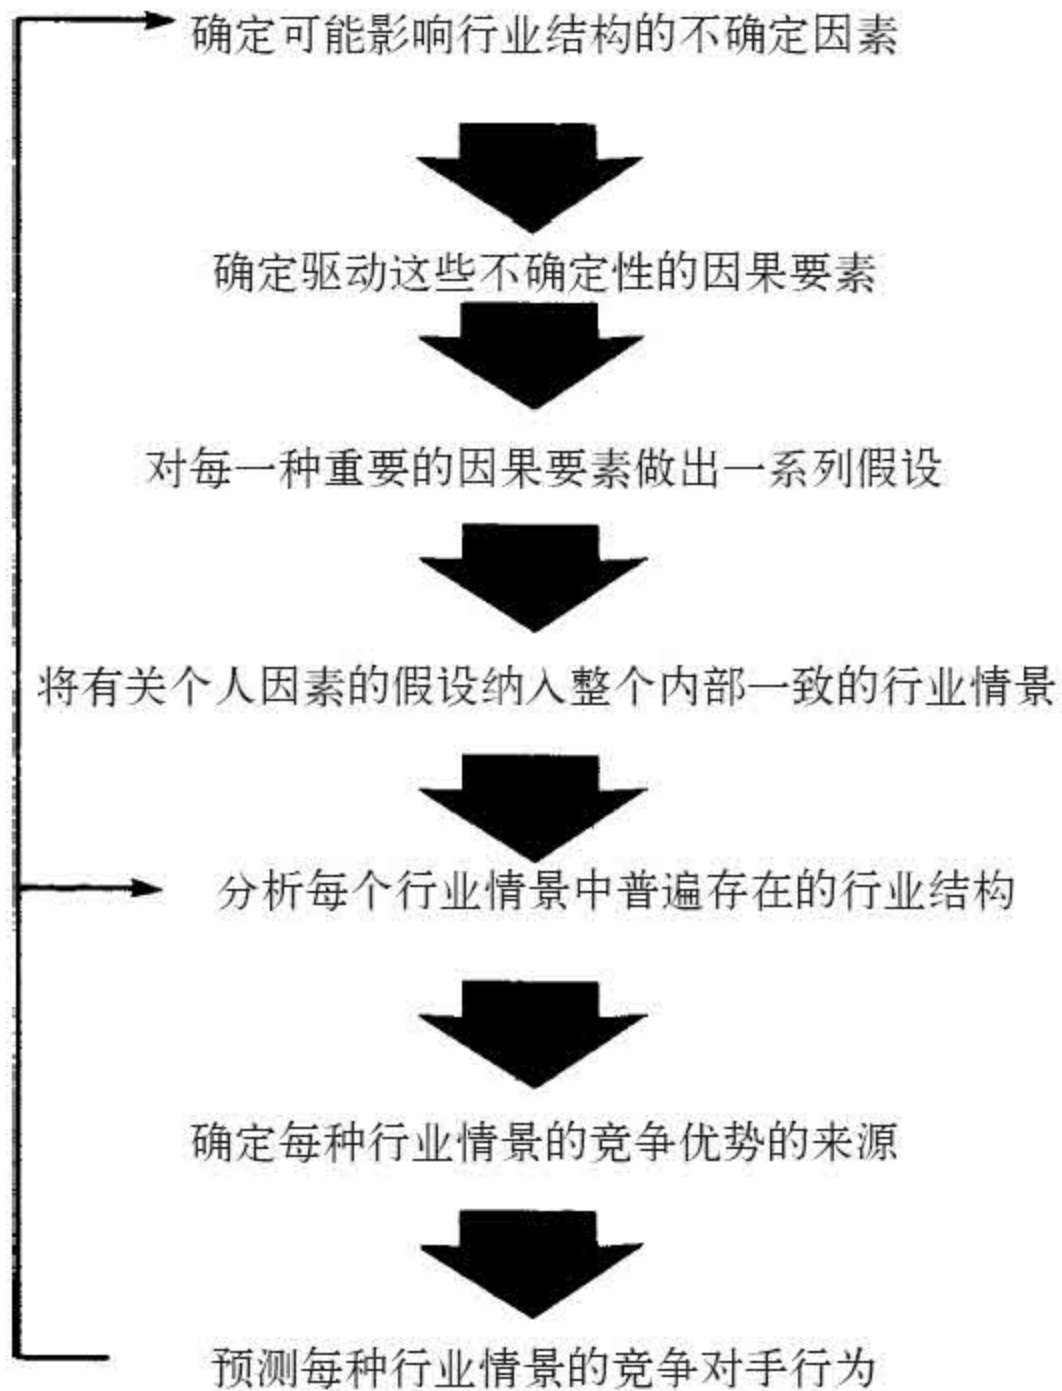 确定可能影响行业结构的不确定因素
确定驱动这些不确定性的因果要素
对每一种重要的因果要素做出一系列假设
将有关个人因素的假设纳入整个内部一致的行业情景
分析每个行业情景中普遍存在的行业结构
确定每种行业情景的竞争优势的来源
预测每种行业情景的竞争对手行为